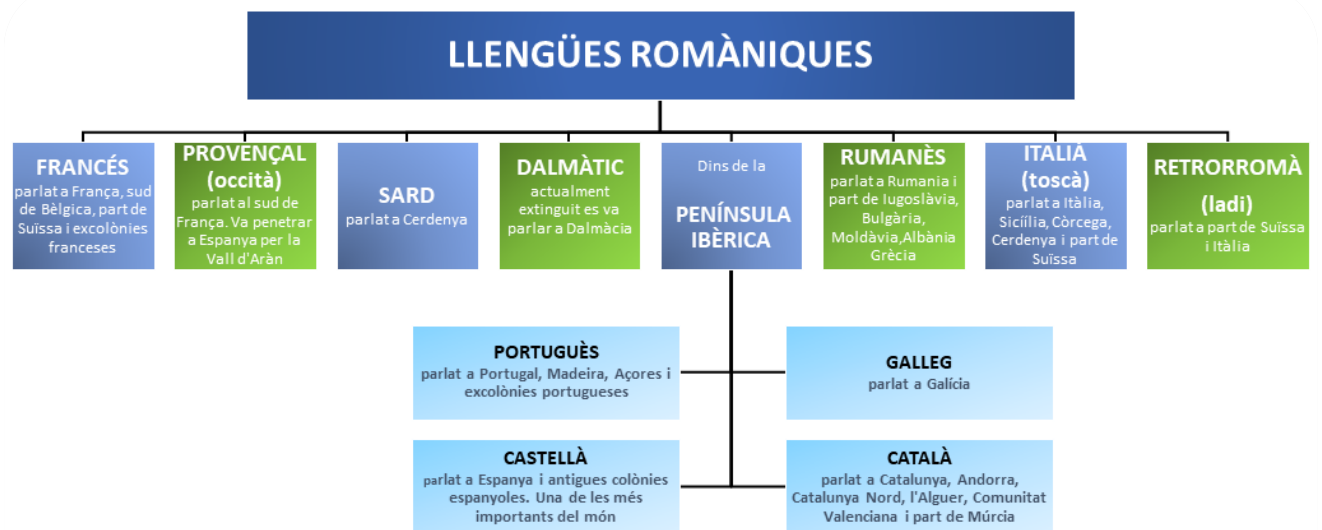 LLENGÜES ROMÀNIQUES
FRANCÉS
parlat a França, sud
de Bèlgica, part de
Suïssa i excolònies
franceses
PROVENÇAL
(occità)
parlat al sud de
França. Va penetrar
a Espanya per la
Vall d'Aràn
SARD
parlat a Cerdenya
DALMÀTIC
actualment
extinguit es va
parlar a Dalmàcia
Dins de la
PENÍNSULA
IBÈRICA
RUMANÈS
parlat a Rumania i
part de Iugoslàvia,
Bulgària,
Moldàvia,Albània
Grècia
ITALIÀ
(toscà)
parlat a Itàlia,
Sicíília, Còrcega,
Cerdenya i part de
Suïssa
RETRORROMÀ
(ladi)
parlat a part de Suïssa
i Itàlia
PORTUGUÈS
parlat a Portugal, Madeira, Açores i
excolònies portugueses
GALLEG
parlat a Galícia
CASTELLÀ
parlat a Espanya i antigues colònies
espanyoles. Una de les més
importants del món
CATALÀ
parlat a Catalunya, Andorra,
Catalunya Nord, l'Alguer, Comunitat
Valenciana i part de Múrcia